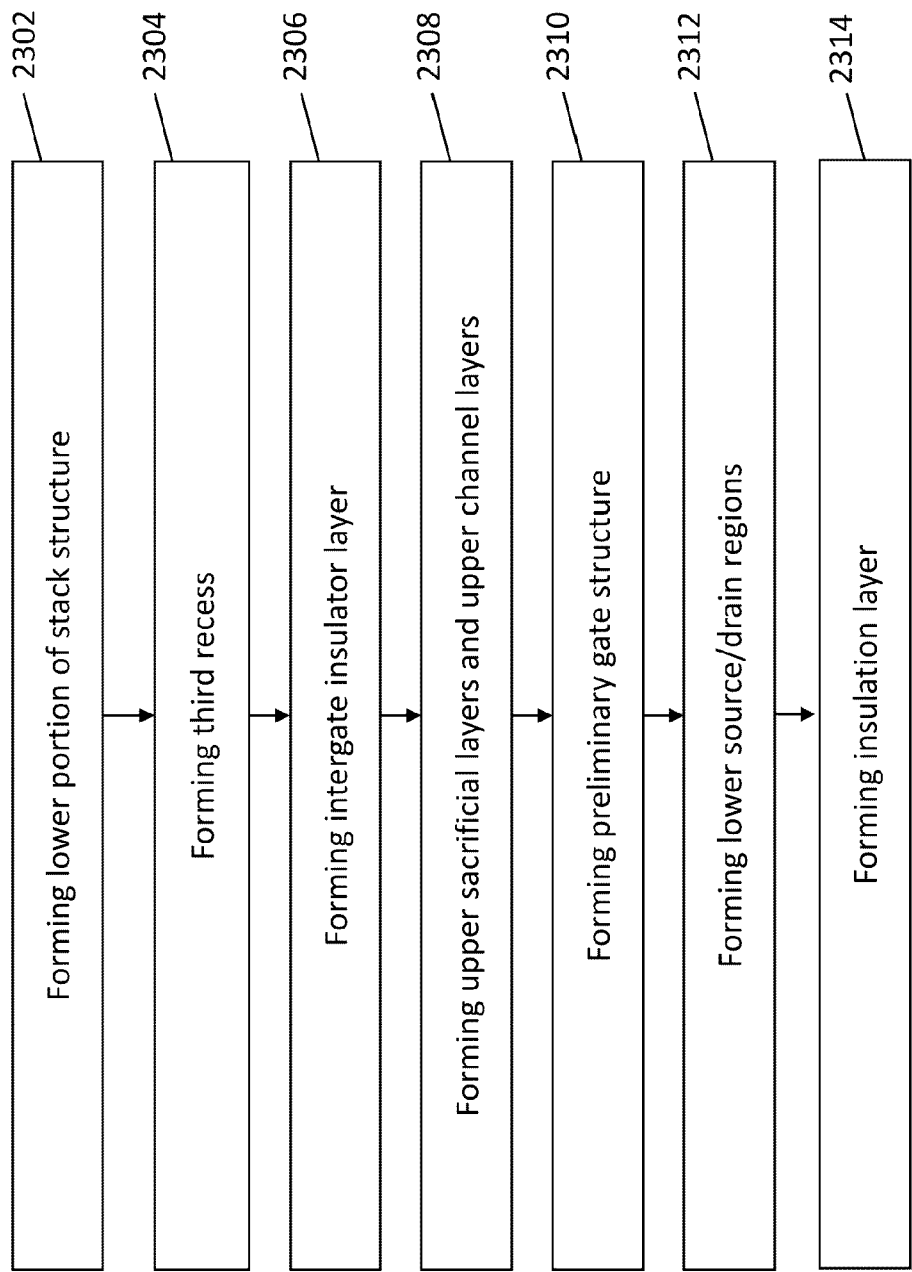 Forming lower portion of stack structure
2302
Forming third recess
2304
Forming intergate insulator layer
2306
Forming upper sacrificial layers and upper channel layers
2308
Forming preliminary gate structure
2310
Forming lower source/drain regions
2312
Forming insulation layer
2314